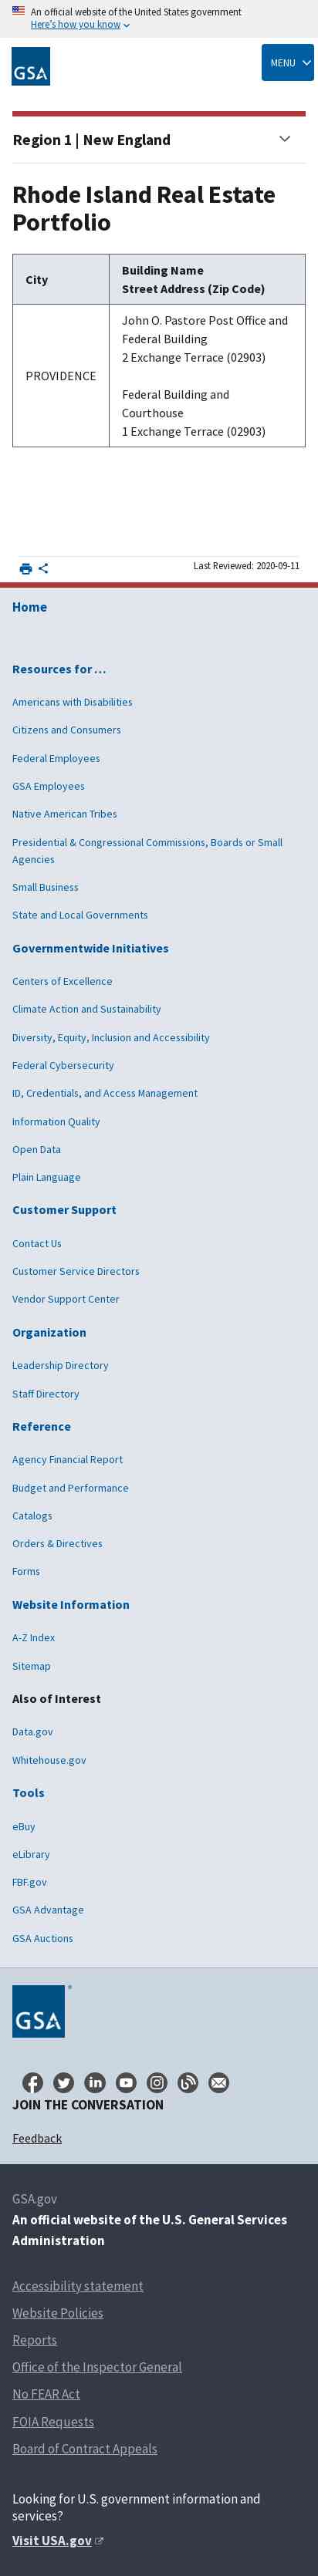 An official website of the United States government
Here's how you know
GSA
MENU
Region 1 | New England
Rhode Island Real Estate
Portfolio
City
Building Name
Street Address (Zip Code)
PROVIDENCE
John O. Pastore Post Office and
Federal Building
2 Exchange Terrace (02903)
Federal Building and
Courthouse
1 Exchange Terrace (02903)
Last Reviewed: 2020-09-11
Home
Resources for …
Americans with Disabilities
Citizens and Consumers
Federal Employees
GSA Employees
Native American Tribes
Presidential & Congressional Commissions, Boards or Small
Agencies
Small Business
State and Local Governments
Governmentwide Initiatives
Centers of Excellence
Climate Action and Sustainability
Diversity, Equity, Inclusion and Accessibility
Federal Cybersecurity
ID, Credentials, and Access Management
Information Quality
Open Data
Plain Language
Customer Support
Contact Us
Customer Service Directors
Vendor Support Center
Organization
Leadership Directory
Staff Directory
Reference
Agency Financial Report
Budget and Performance
Catalogs
Orders & Directives
Forms
Website Information
A-Z Index
Sitemap
Also of Interest
Data.gov
Whitehouse.gov
Tools
eBuy
eLibrary
FBF.gov
GSA Advantage
GSA Auctions
GSA®
JOIN THE CONVERSATION
Feedback
GSA.gov
An official website of the U.S. General Services
Administration
Accessibility statement
Website Policies
Reports
Office of the Inspector General
No FEAR Act
FOIA Requests
Board of Contract Appeals
Looking for U.S. government information and
services?
Visit USA.gov